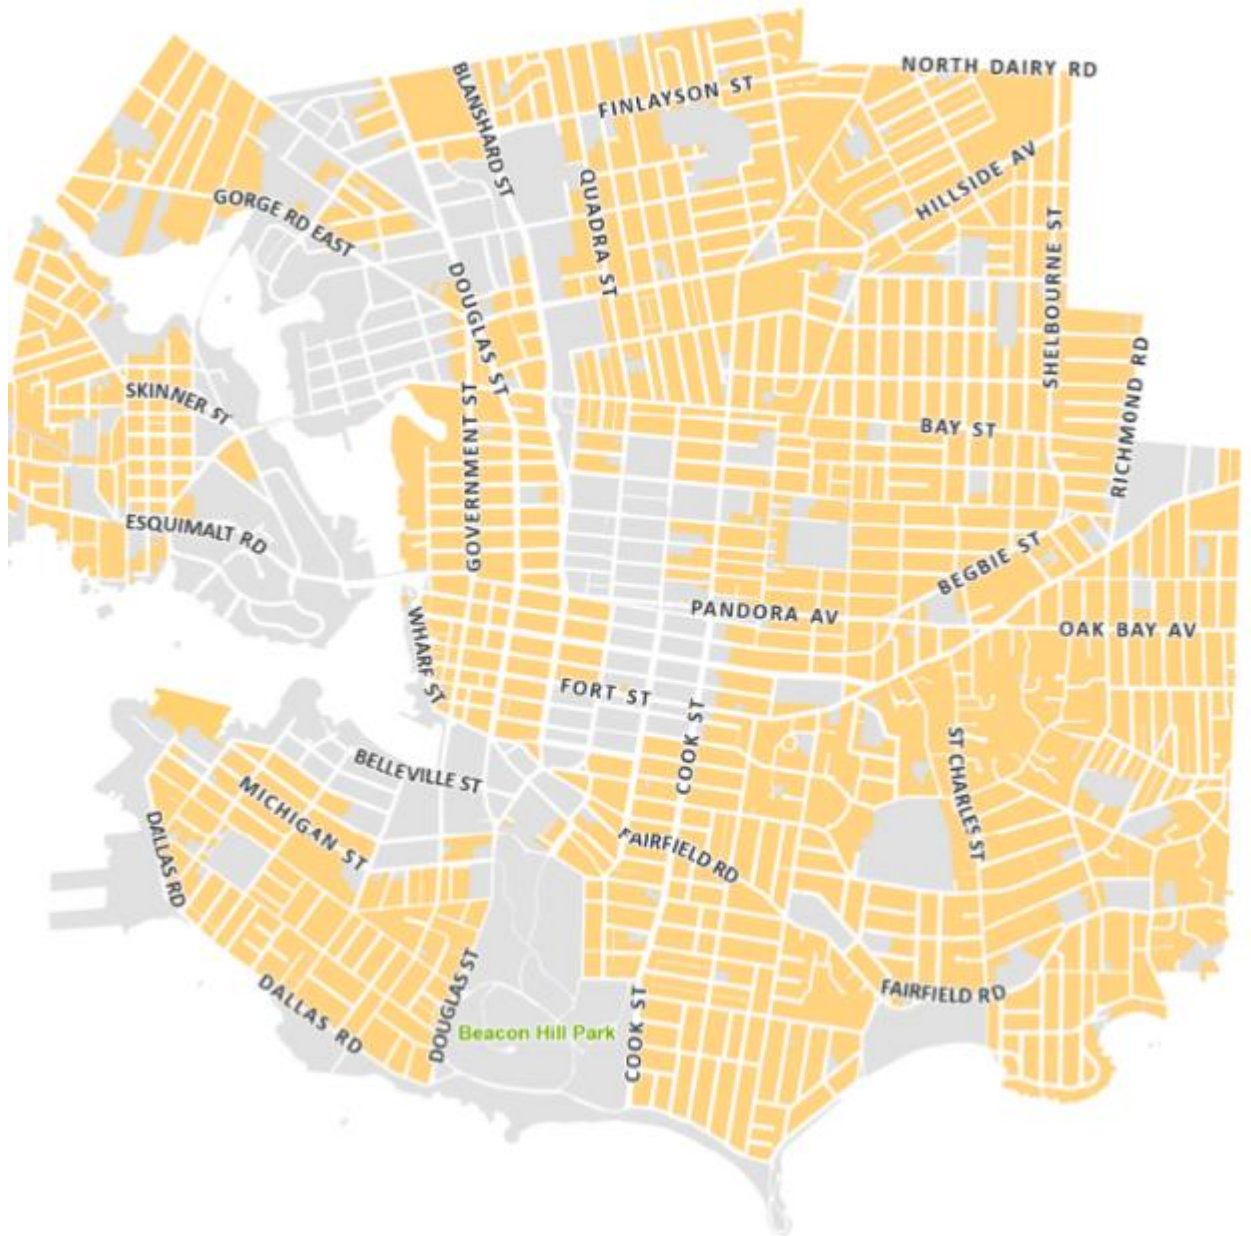 NORTH DAIRY RD
BLANSHARD ST
FINLAYSON ST
HILLSIDE AV
QUADRA ST
GORGE RD EAST
SHELBOURNE ST
DOUGLAS ST
RICHMOND RD
SKINNER ST
GOVERNMENT ST
BAY ST
ESQUIMALT RD
BEGBIE ST
PANDORA AV
OAK BAY AV
WHARF ST
FORT ST
COOK ST
ST CHARLES ST
BELLEVILLE ST
MICHIGAN ST
DALLAS RD
FAIRFIELD RD
DOUGLAS ST
DALLAS RD
FAIRFIELD RD
COOK ST
Beacon Hill Park